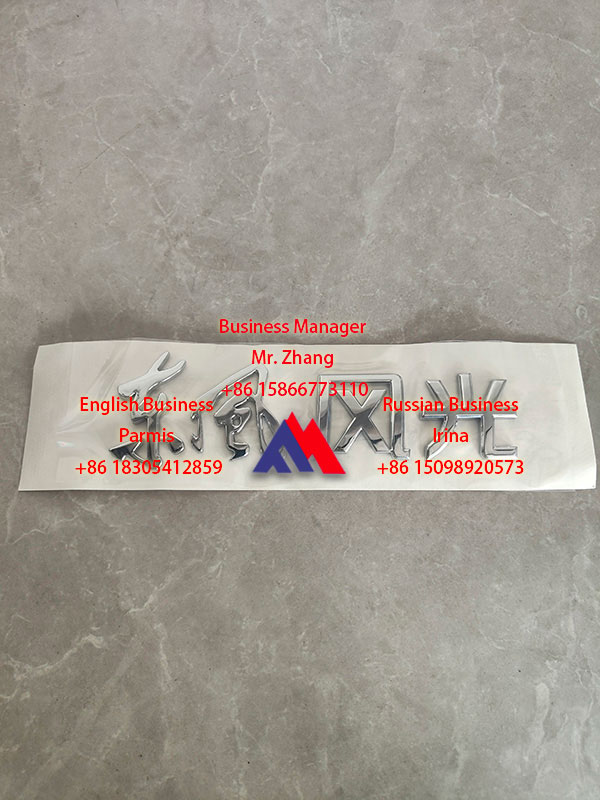 Business Manager
Mr. Zhang
+86 15866773110
东风风光
English Business
Parmis
+86 18305412859
Russian Business
Irina
+86 15098920573